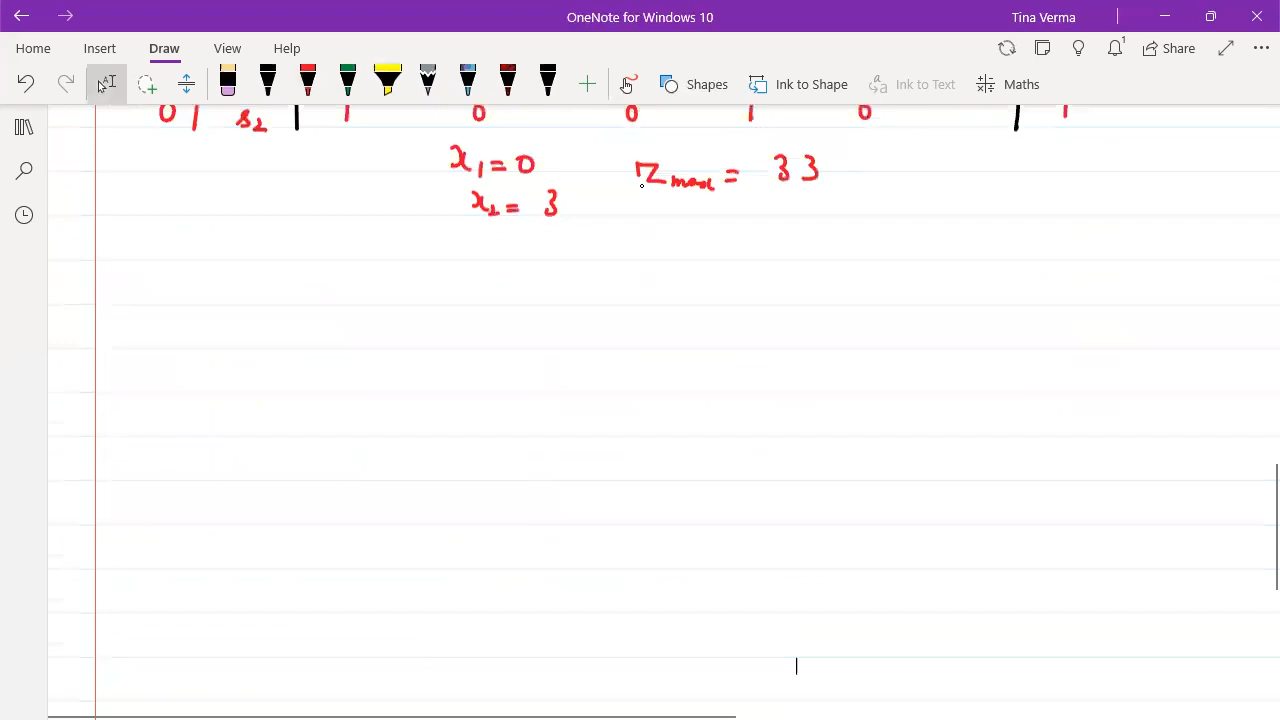 OneNote for Windows 10
Tina Verma
Home Insert Draw View Help
1
Share
Shapes
Ink to Shape
Ink to Text
Maths
0 s₂ 1 0 0 1 0 1
x₁ = 0
Zmax = 33
x₂ = 3